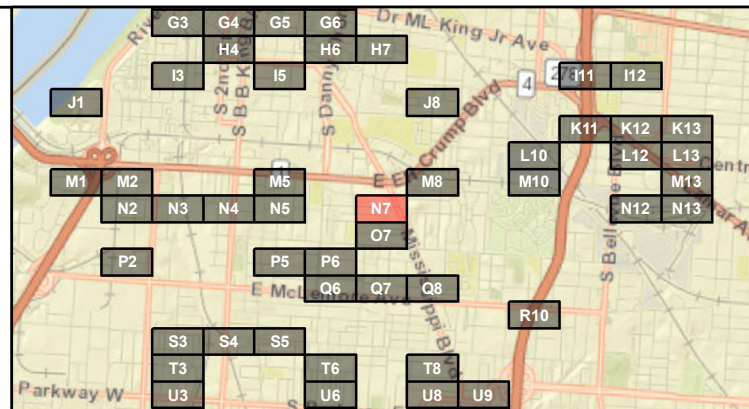 G3 G4 G5 G6
Dr ML King Jr Ave
H4 H6 H7
I3 I5 278 I11 I12
4
J1 J8
E EH Crump Blvd
K11 K12 K13
L10 L12 L13
M1 M2 M5 M8 M10 M13
N2 N3 N4 N5 N7 N12 N13
O7
Mississippi Blvd
P2 P5 P6
Q6 Q7 Q8
E McLemore Ave
R10
S3 S4 S5
T3 T6 T8
Parkway W
U3 U6 U8 U9